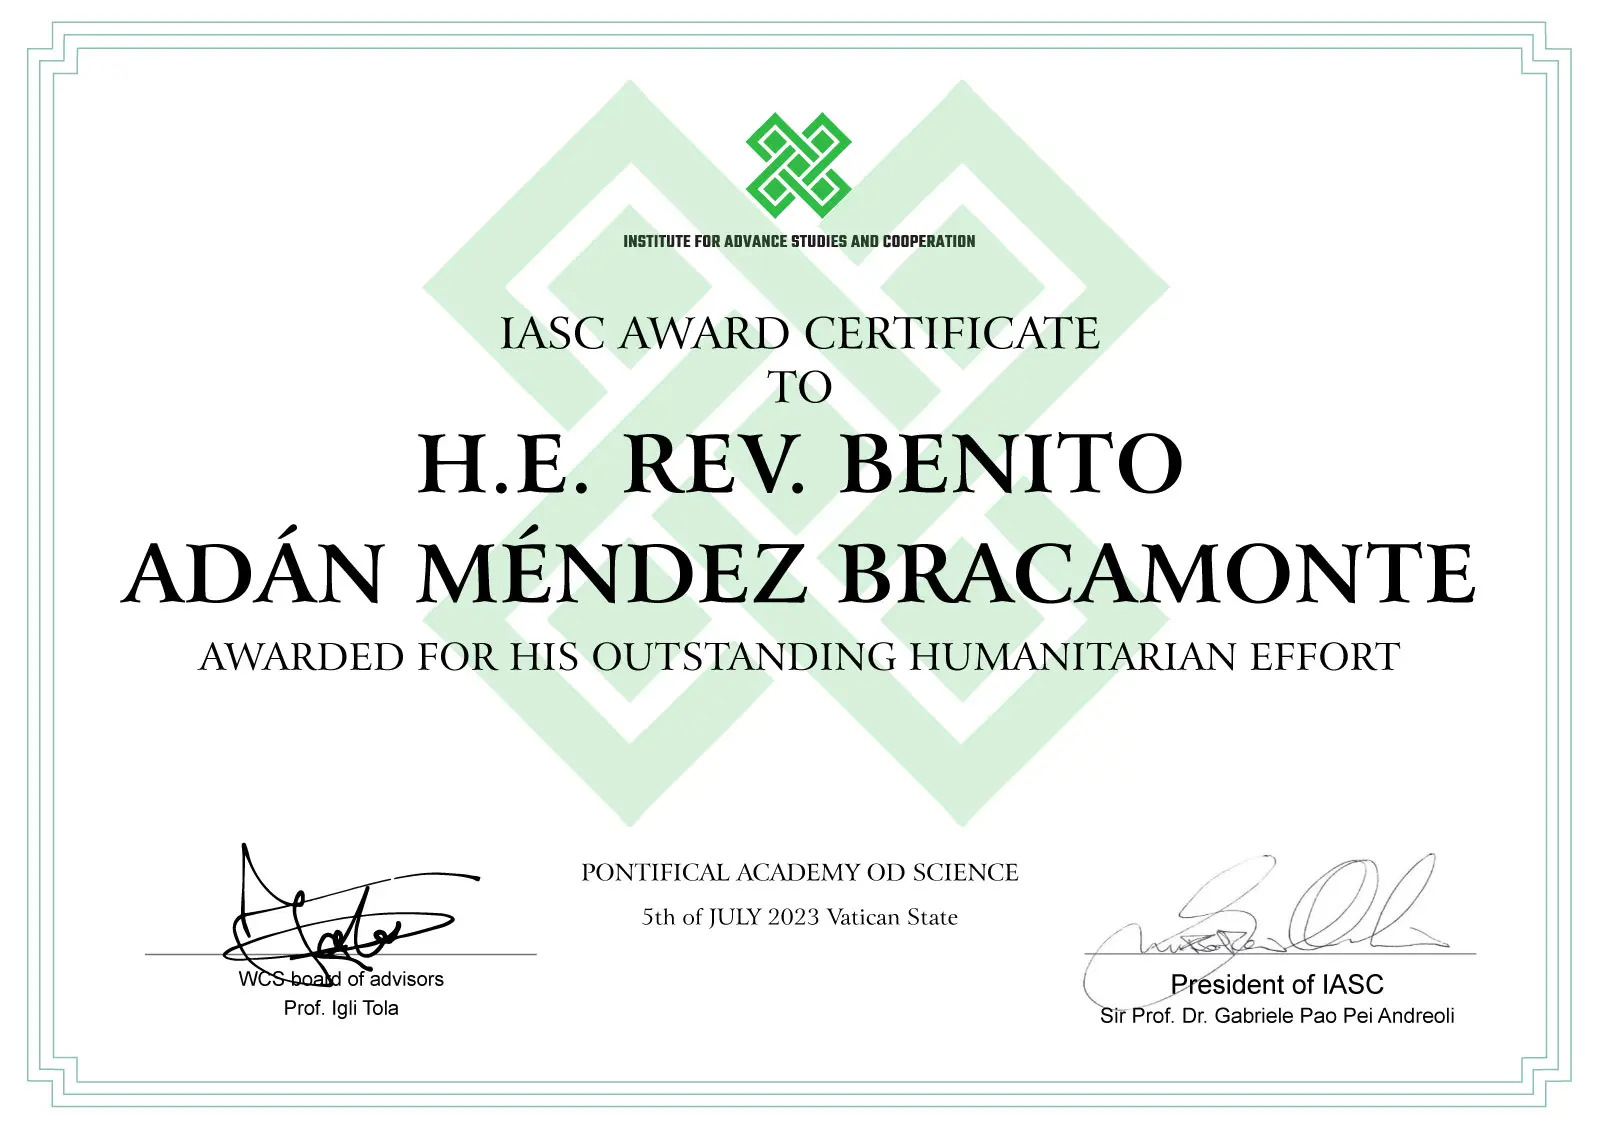 INSTITUTE FOR ADVANCE STUDIES AND COOPERATION
IASC AWARD CERTIFICATE
TO
H.E. REV. BENITO
ADÁN MÉNDEZ BRACAMONTE
AWARDED FOR HIS OUTSTANDING HUMANITARIAN EFFORT
PONTIFICAL ACADEMY OD SCIENCE
5th of JULY 2023 Vatican State
WCS board of advisors
Prof. Igli Tola
President of IASC
Sir Prof. Dr. Gabriele Pao Pei Andreoli